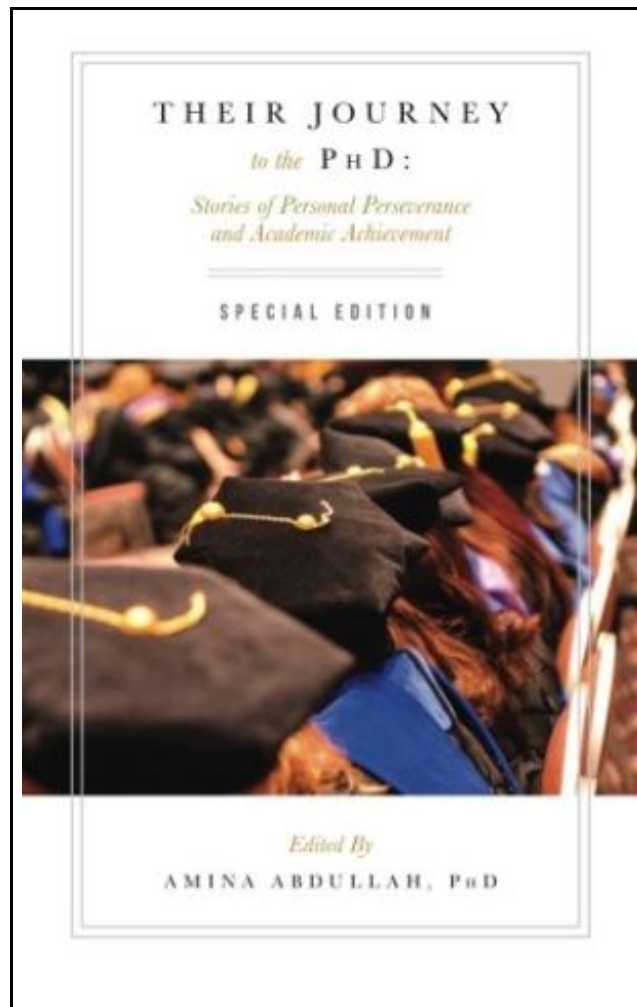 THEIR JOURNEY
to the PHD:
Stories of Personal Perseverance
and Academic Achievement
SPECIAL EDITION
Edited By
AMINA ABDULLAH, PHD